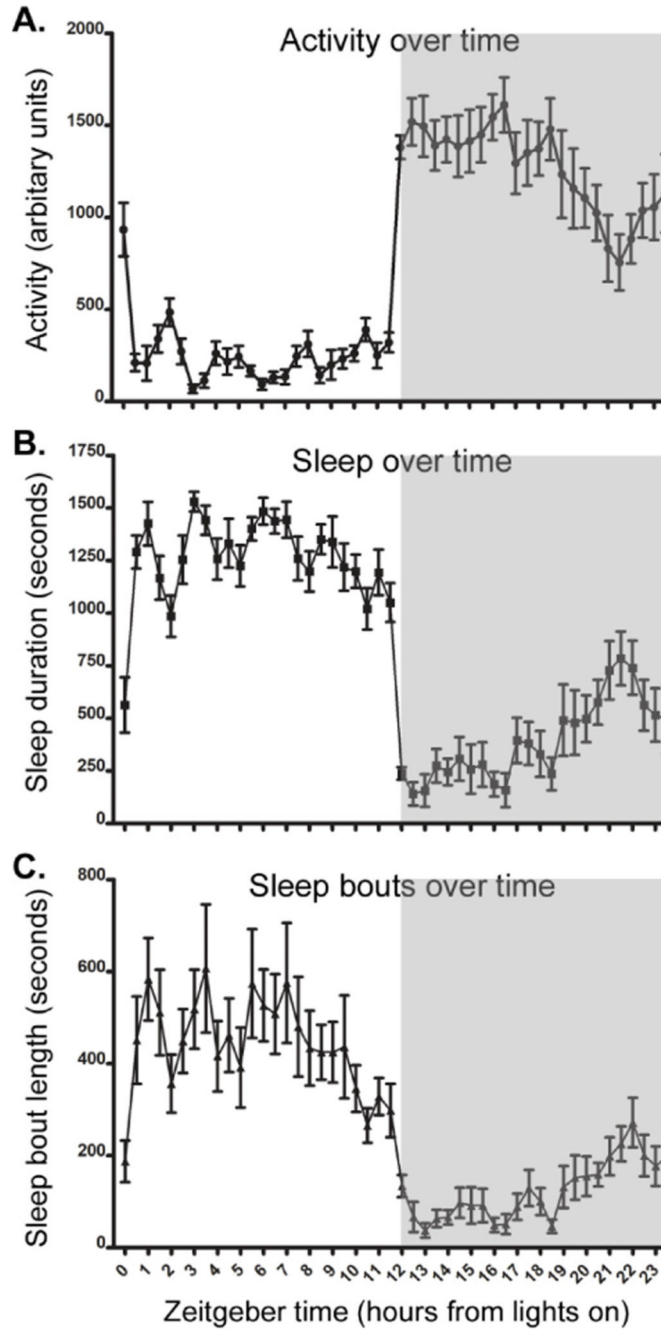 A.
Activity over time
Activity (arbitary units)
2000
1500
1000
500
0
B.
Sleep over time
Sleep duration (seconds)
1750
1500
1250
1000
750
500
250
0
C.
Sleep bouts over time
Sleep bout length (seconds)
800
600
400
200
0
0 1 2 3 4 5 6 7 8 9 10 11 12 13 14 15 16 17 18 19 20 21 22 23
Zeitgeber time (hours from lights on)